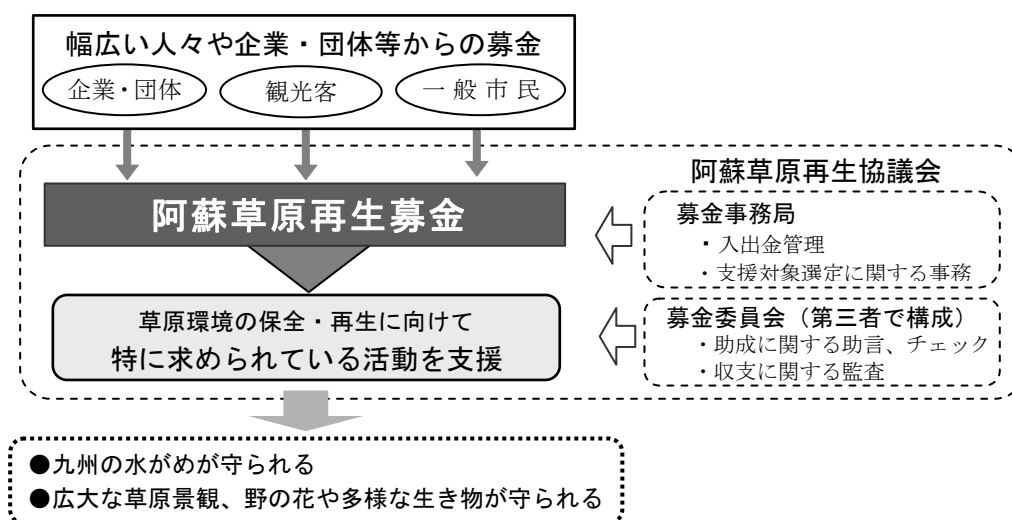 幅広い人々や企業・団体等からの募金
企業・団体
観光客
一般市民
阿蘇草原再生協議会
阿蘇草原再生募金
募金事務局
・入出金管理
・支援対象選定に関する事務
草原環境の保全・再生に向けて
特に求められている活動を支援
募金委員会（第三者で構成）
・助成に関する助言、チェック
・収支に関する監査
●九州の水がめが守られる
●広大な草原景観、野の花や多様な生き物が守られる